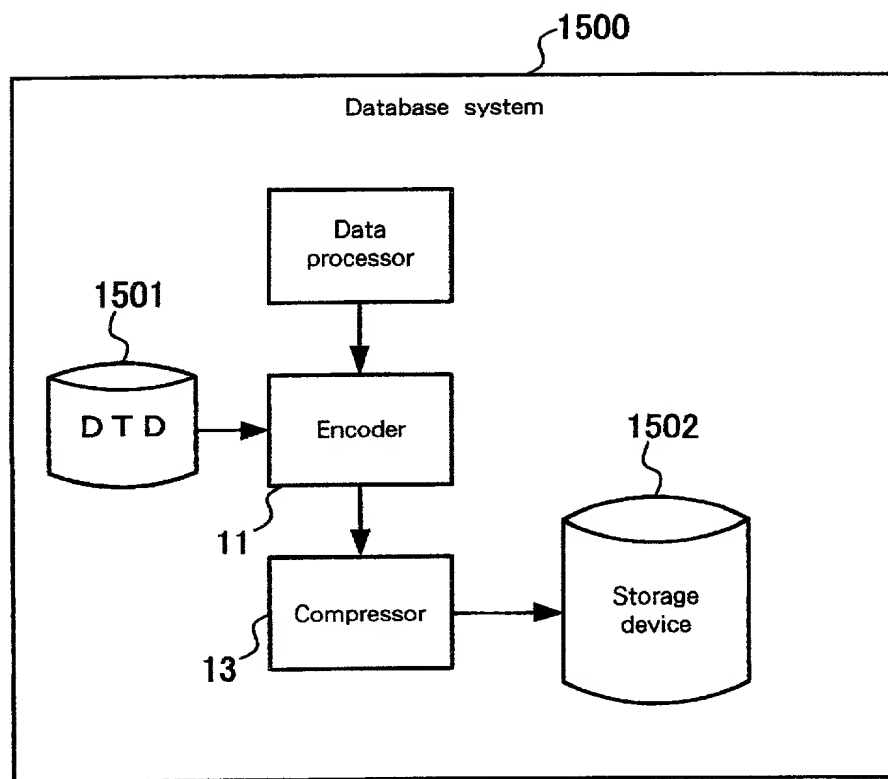 1500
Database system
Data
processor
1501
DTD
Encoder
1502
11
Compressor
Storage
device
13